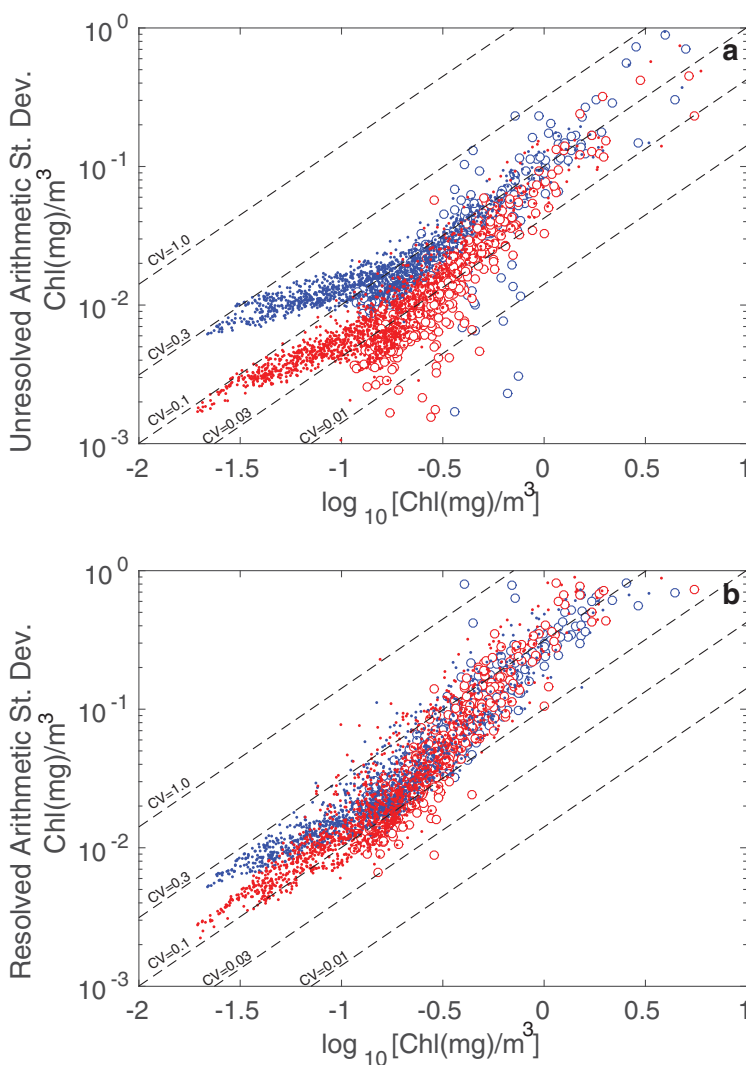 a
Unresolved Arithmetic St. Dev.
Chl(mg)/m³
10⁰
10⁻¹
10⁻²
10⁻³
CV=1.0
CV=0.3
CV=0.1
CV=0.03
CV=0.01
-2 -1.5 -1 -0.5 0 0.5 1
log ₁₀ [Chl(mg)/m³]
b
Resolved Arithmetic St. Dev.
Chl(mg)/m³
10⁰
10⁻¹
10⁻²
10⁻³
CV=1.0
CV=0.3
CV=0.1
CV=0.03
CV=0.01
-2 -1.5 -1 -0.5 0 0.5 1
log ₁₀ [Chl(mg)/m³]